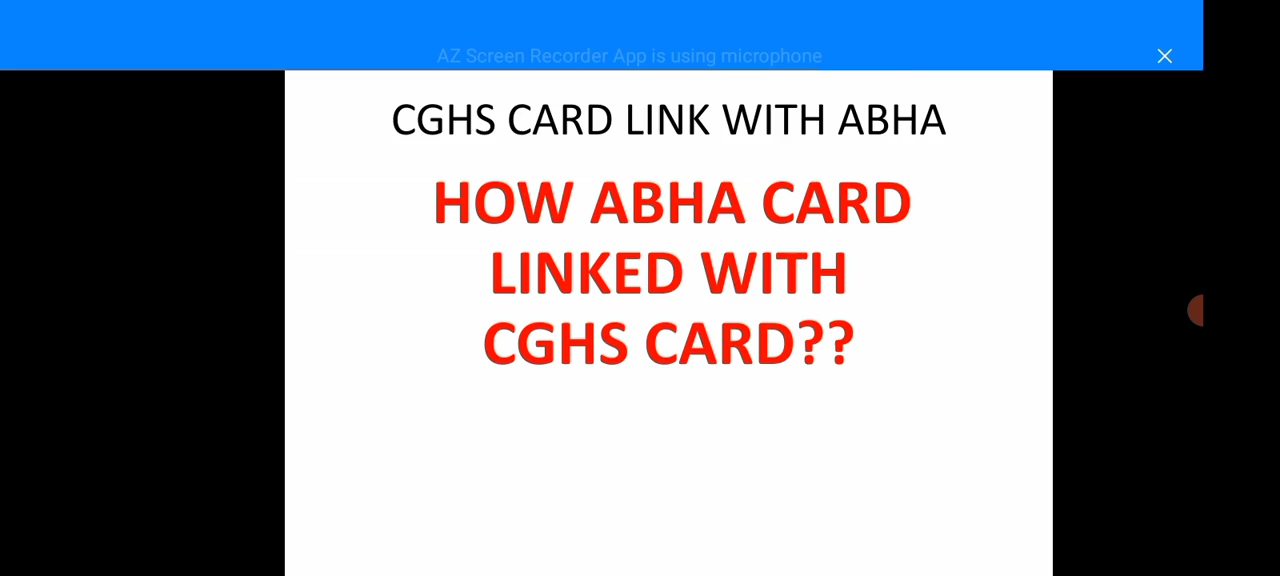 AZ Screen Recorder App is using microphone
CGHS CARD LINK WITH ABHA
HOW ABHA CARD
LINKED WITH
CGHS CARD??